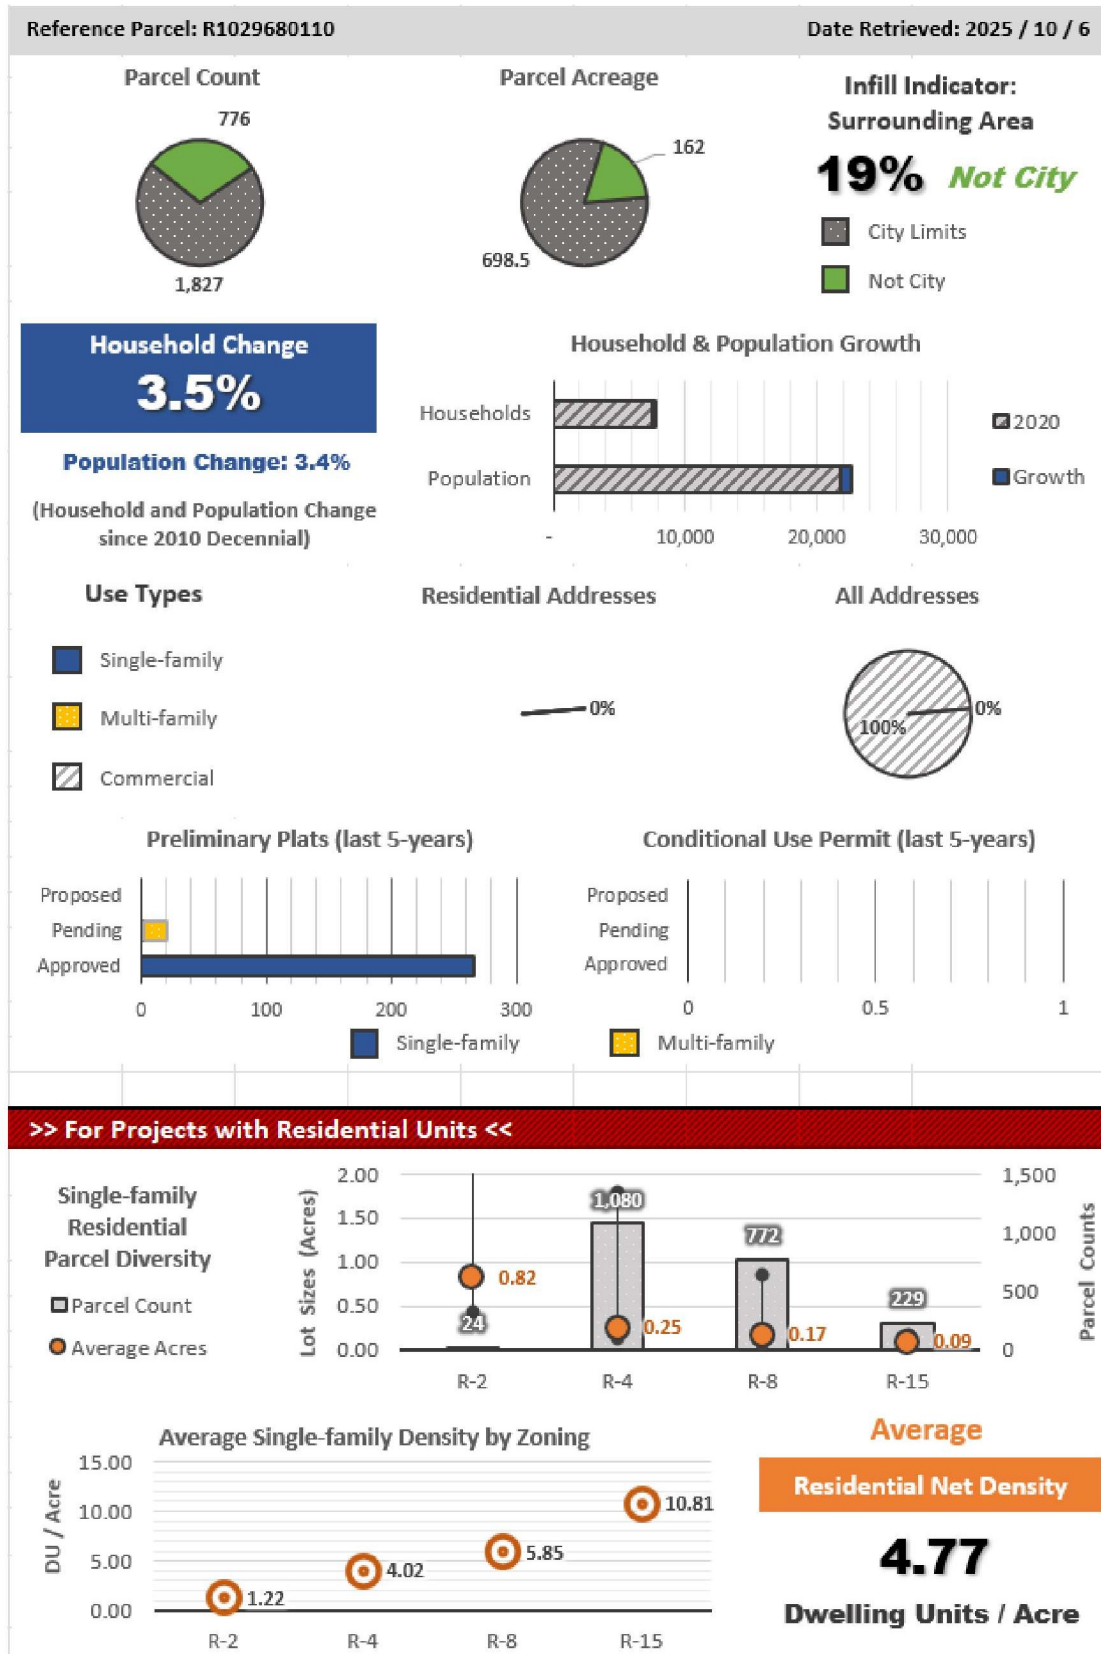 Reference Parcel: R1029680110
Date Retrieved: 2025 / 10 / 6
Parcel Count
776
1,827
Parcel Acreage
162
698.5
Infill Indicator:
Surrounding Area
19% Not City
City Limits
Not City
Household Change
3.5%
Population Change: 3.4%
(Household and Population Change
since 2010 Decennial)
Household & Population Growth
Households
Population
- 10,000 20,000 30,000
2020
Growth
Use Types
Single-family
Multi-family
Commercial
Residential Addresses
0%
All Addresses
100%
0%
Preliminary Plats (last 5-years)
Proposed
Pending
Approved
0 100 200 300
Conditional Use Permit (last 5-years)
Proposed
Pending
Approved
0 0.5 1
Single-family
Multi-family
>> For Projects with Residential Units <<
Single-family
Residential
Parcel Diversity
Parcel Count
Average Acres
Lot Sizes (Acres)
2.00
1.50
1.00
0.50
0.00
24
0.82
1,080
0.25
772
0.17
229
0.09
R-2 R-4 R-8 R-15
1,500
1,000
500
0
Parcel Counts
Average Single-family Density by Zoning
DU / Acre
15.00
10.00
5.00
0.00
1.22
4.02
5.85
10.81
R-2 R-4 R-8 R-15
Average
Residential Net Density
4.77
Dwelling Units / Acre